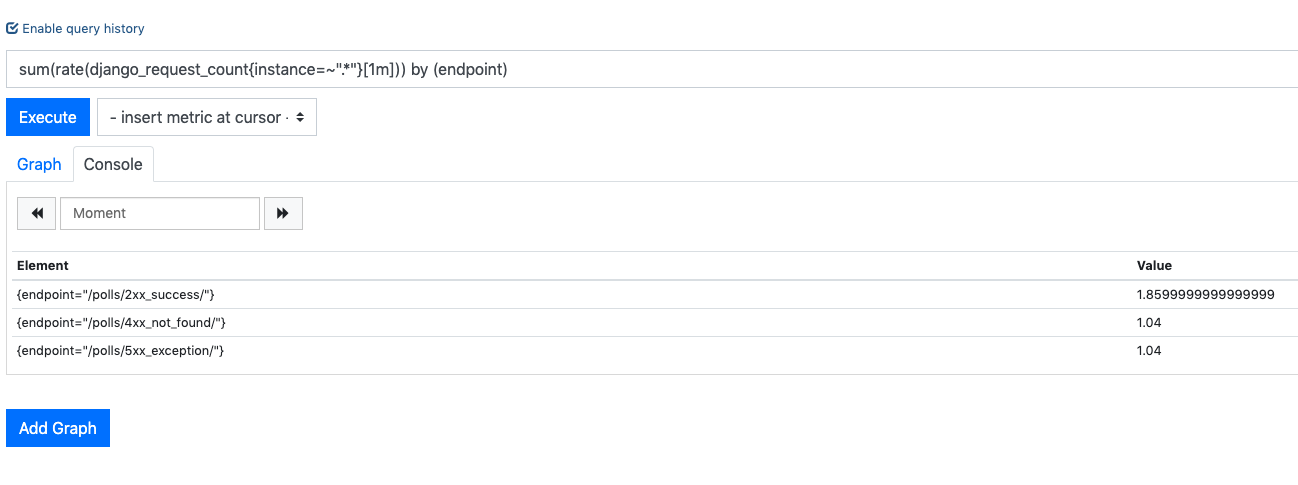 Enable query history
sum(rate(django_request_count{instance=~".*"}[1m])) by (endpoint)
Execute - insert metric at cursor ·
Graph Console
Moment
Element Value
{endpoint="/polls/2xx_success/"} 1.8599999999999999
{endpoint="/polls/4xx_not_found/"} 1.04
{endpoint="/polls/5xx_exception/"} 1.04
Add Graph